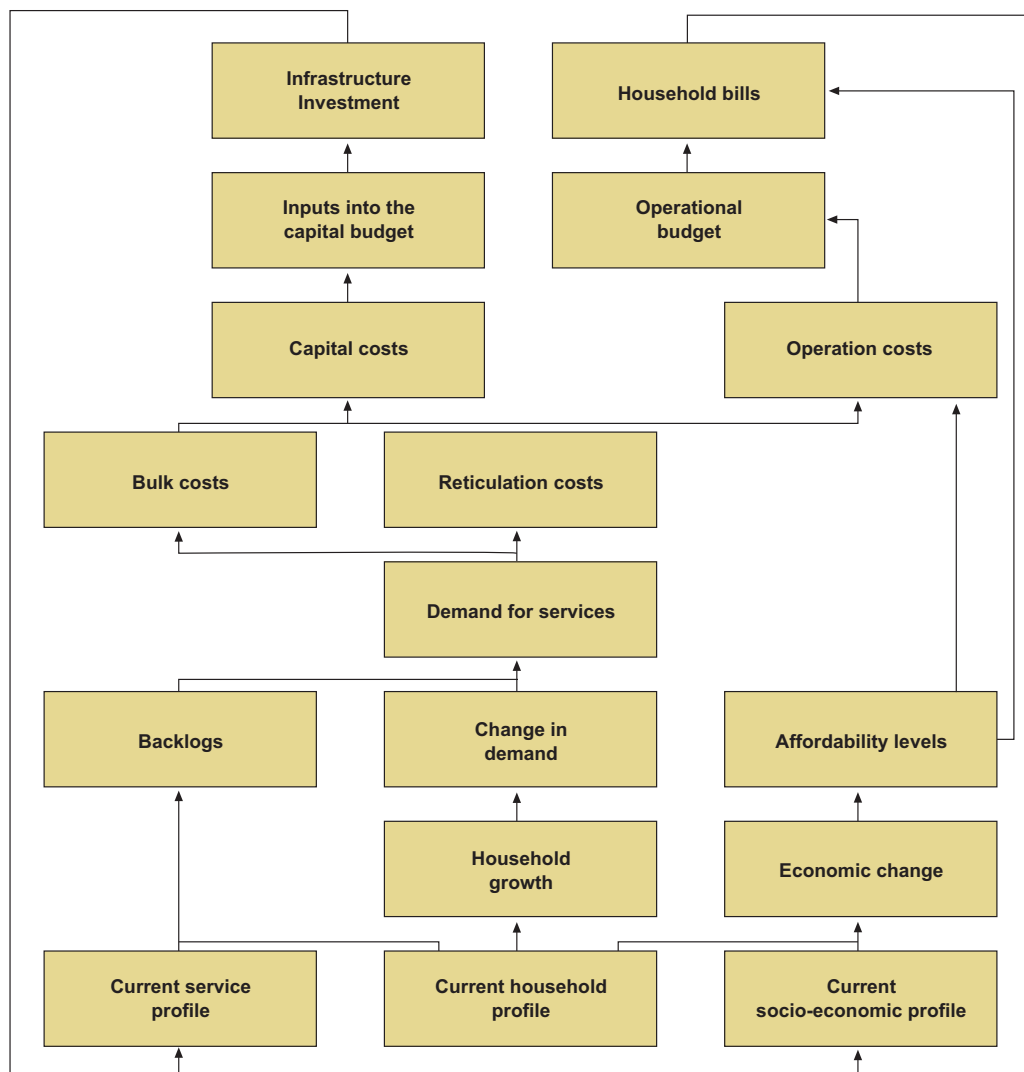 Infrastructure
Investment
Household bills
Inputs into the
capital budget
Operational
budget
Capital costs
Operation costs
Bulk costs
Reticulation costs
Demand for services
Backlogs
Change in
demand
Affordability levels
Household
growth
Economic change
Current service
profile
Current household
profile
Current
socio-economic profile